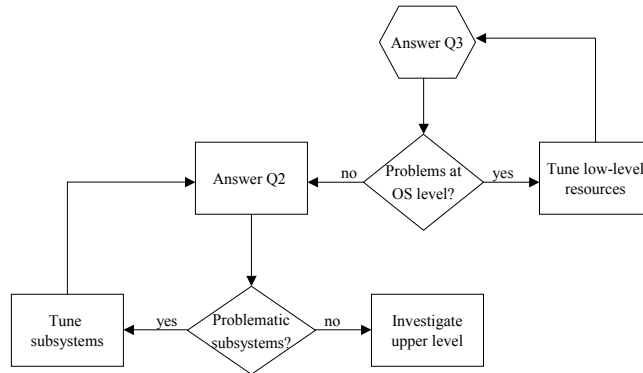 Answer Q3
Problems at
OS level?
no
yes
Tune low-level
resources
Answer Q2
Problematic
subsystems?
yes
no
Tune
subsystems
Investigate
upper level